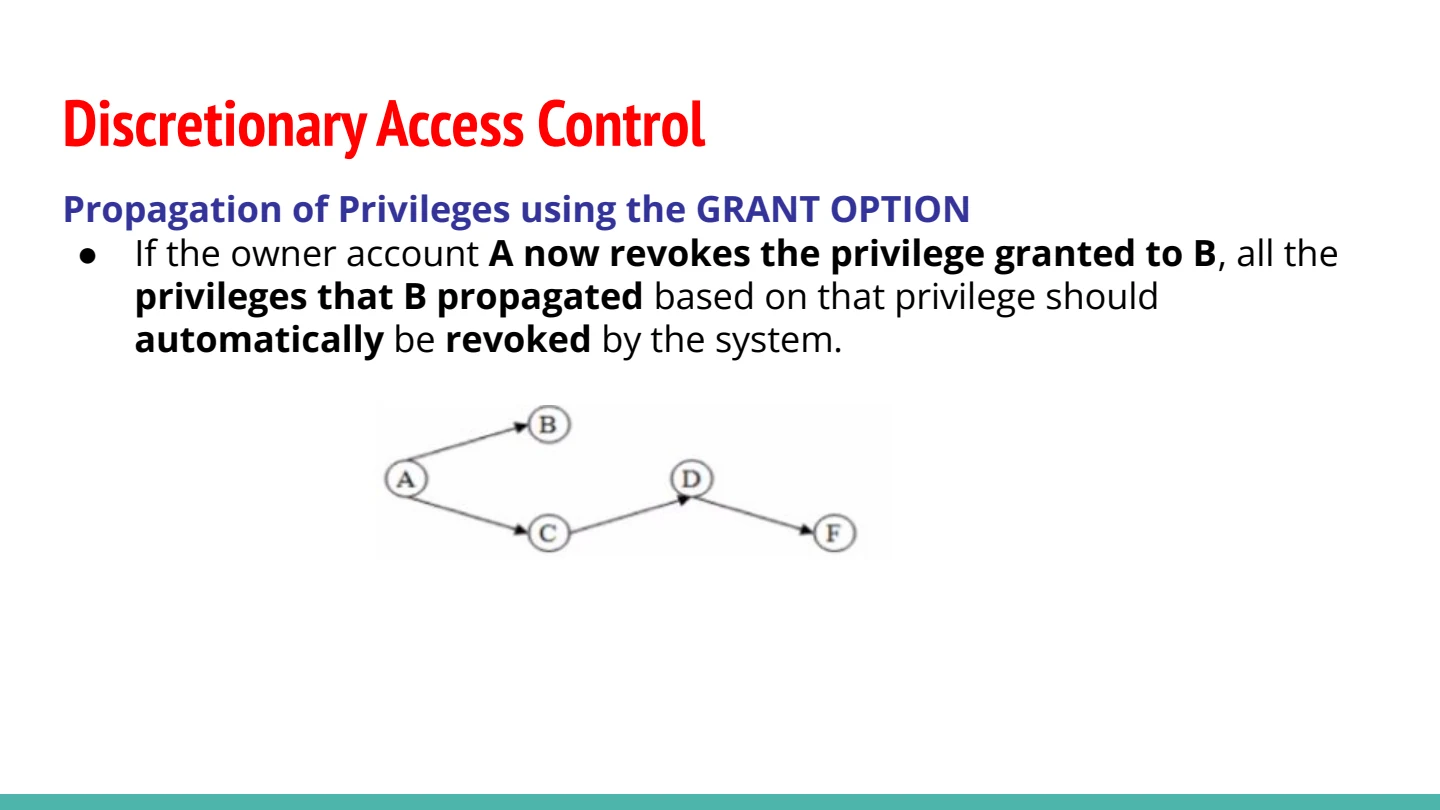 Discretionary Access Control
Propagation of Privileges using the GRANT OPTION
● If the owner account A now revokes the privilege granted to B, all the
privileges that B propagated based on that privilege should
automatically be revoked by the system.
B
A
D
C
F